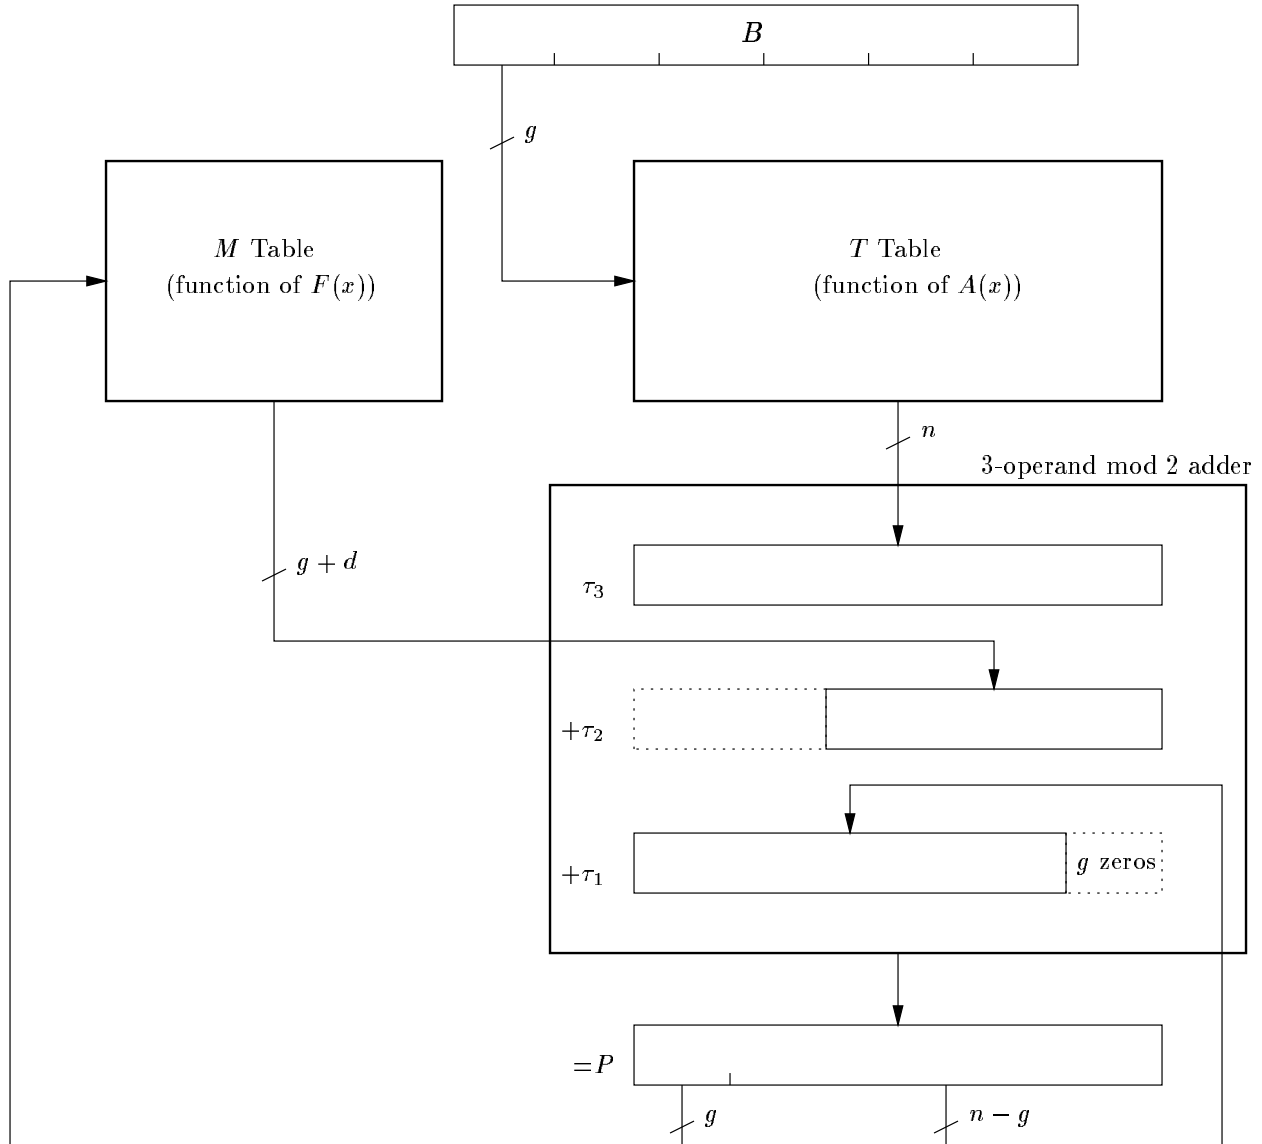 B
g
M Table
(function of F(x))
T Table
(function of A(x))
n
3-operand mod 2 adder
g + d
τ3
+τ2
+τ1
g zeros
=P
g
n − g